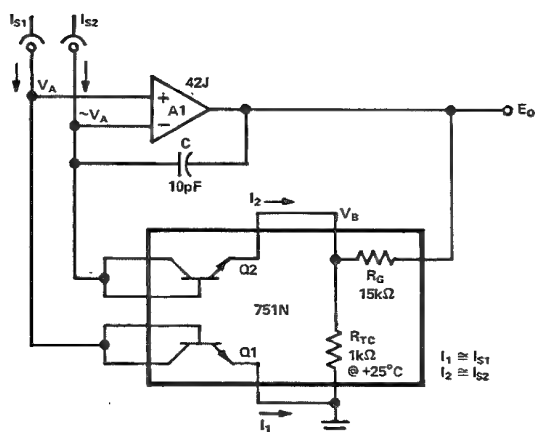 IS1 IS2
42J
VA
+
A1
~VA
−
EO
C
10pF
I2
VB
Q2
RG
15kΩ
751N
RTC
1kΩ
@ +25°C
Q1
I1 ≅ IS1
I2 ≅ IS2
I1